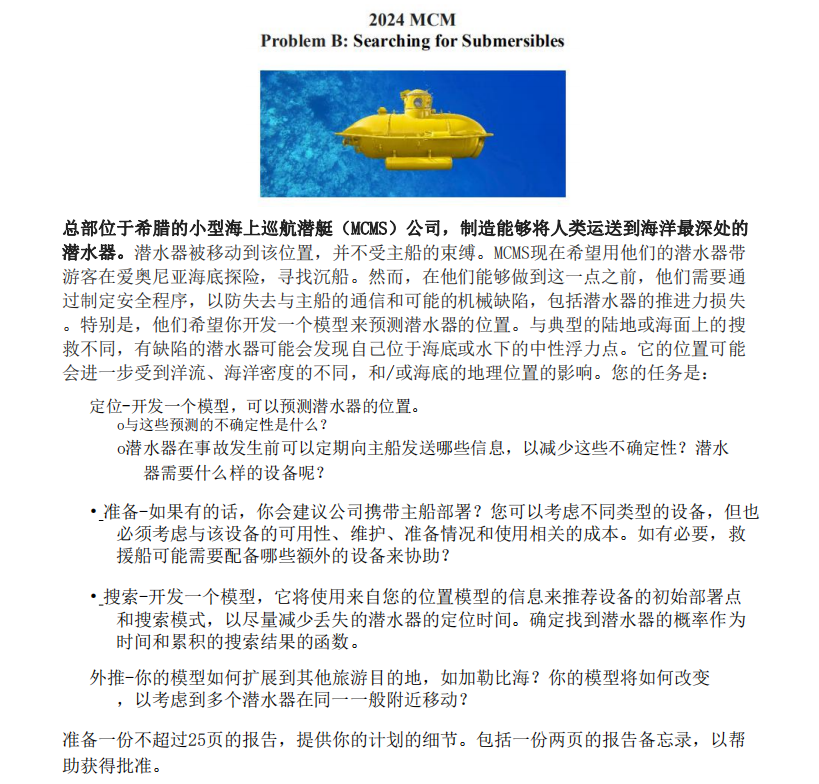 2024 MCM
Problem B: Searching for Submersibles
总部位于希腊的小型海上巡航潜艇（MCMS）公司，制造能够将人类运送到海洋最深处的
潜水器。潜水器被移动到该位置，并不受主船的束缚。MCMS现在希望用他们的潜水器带
游客在爱奥尼亚海底探险，寻找沉船。然而，在他们能够做到这一点之前，他们需要通
过制定安全程序，以防失去与主船的通信和可能的机械缺陷，包括潜水器的推进力损失
。特别是，他们希望你开发一个模型来预测潜水器的位置。与典型的陆地或海面上的搜
救不同，有缺陷的潜水器可能会发现自己位于海底或水下的中性浮力点。它的位置可能
会进一步受到洋流、海洋密度的不同，和/或海底的地理位置的影响。您的任务是：
定位-开发一个模型，可以预测潜水器的位置。
o与这些预测的不确定性是什么？
o潜水器在事故发生前可以定期向主船发送哪些信息，以减少这些不确定性？潜水
器需要什么样的设备呢？
• 准备-如果有的话，你会建议公司携带主船部署？您可以考虑不同类型的设备，但也
必须考虑与该设备的可用性、维护、准备情况和使用相关的成本。如有必要，救
援船可能需要配备哪些额外的设备来协助？
• 搜索-开发一个模型，它将使用来自您的位置模型的信息来推荐设备的初始部署点
和搜索模式，以尽量减少丢失的潜水器的定位时间。确定找到潜水器的概率作为
时间和累积的搜索结果的函数。
外推-你的模型如何扩展到其他旅游目的地，如加勒比海？你的模型将如何改变
，以考虑到多个潜水器在同一一般附近移动？
准备一份不超过25页的报告，提供你的计划的细节。包括一份两页的报告备忘录，以帮
助获得批准。